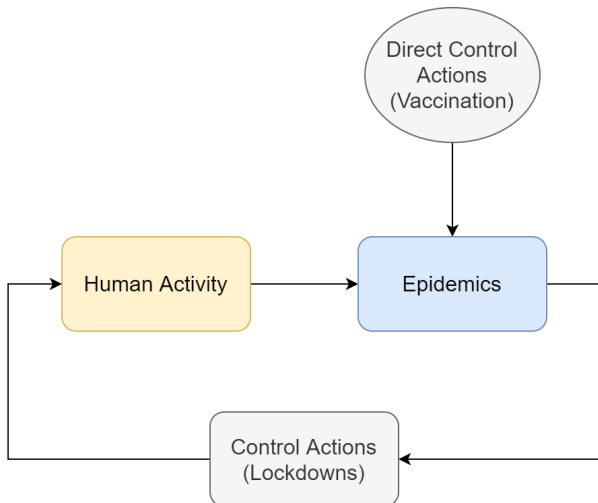 Direct Control
Actions
(Vaccination)
Human Activity
Epidemics
Control Actions
(Lockdowns)